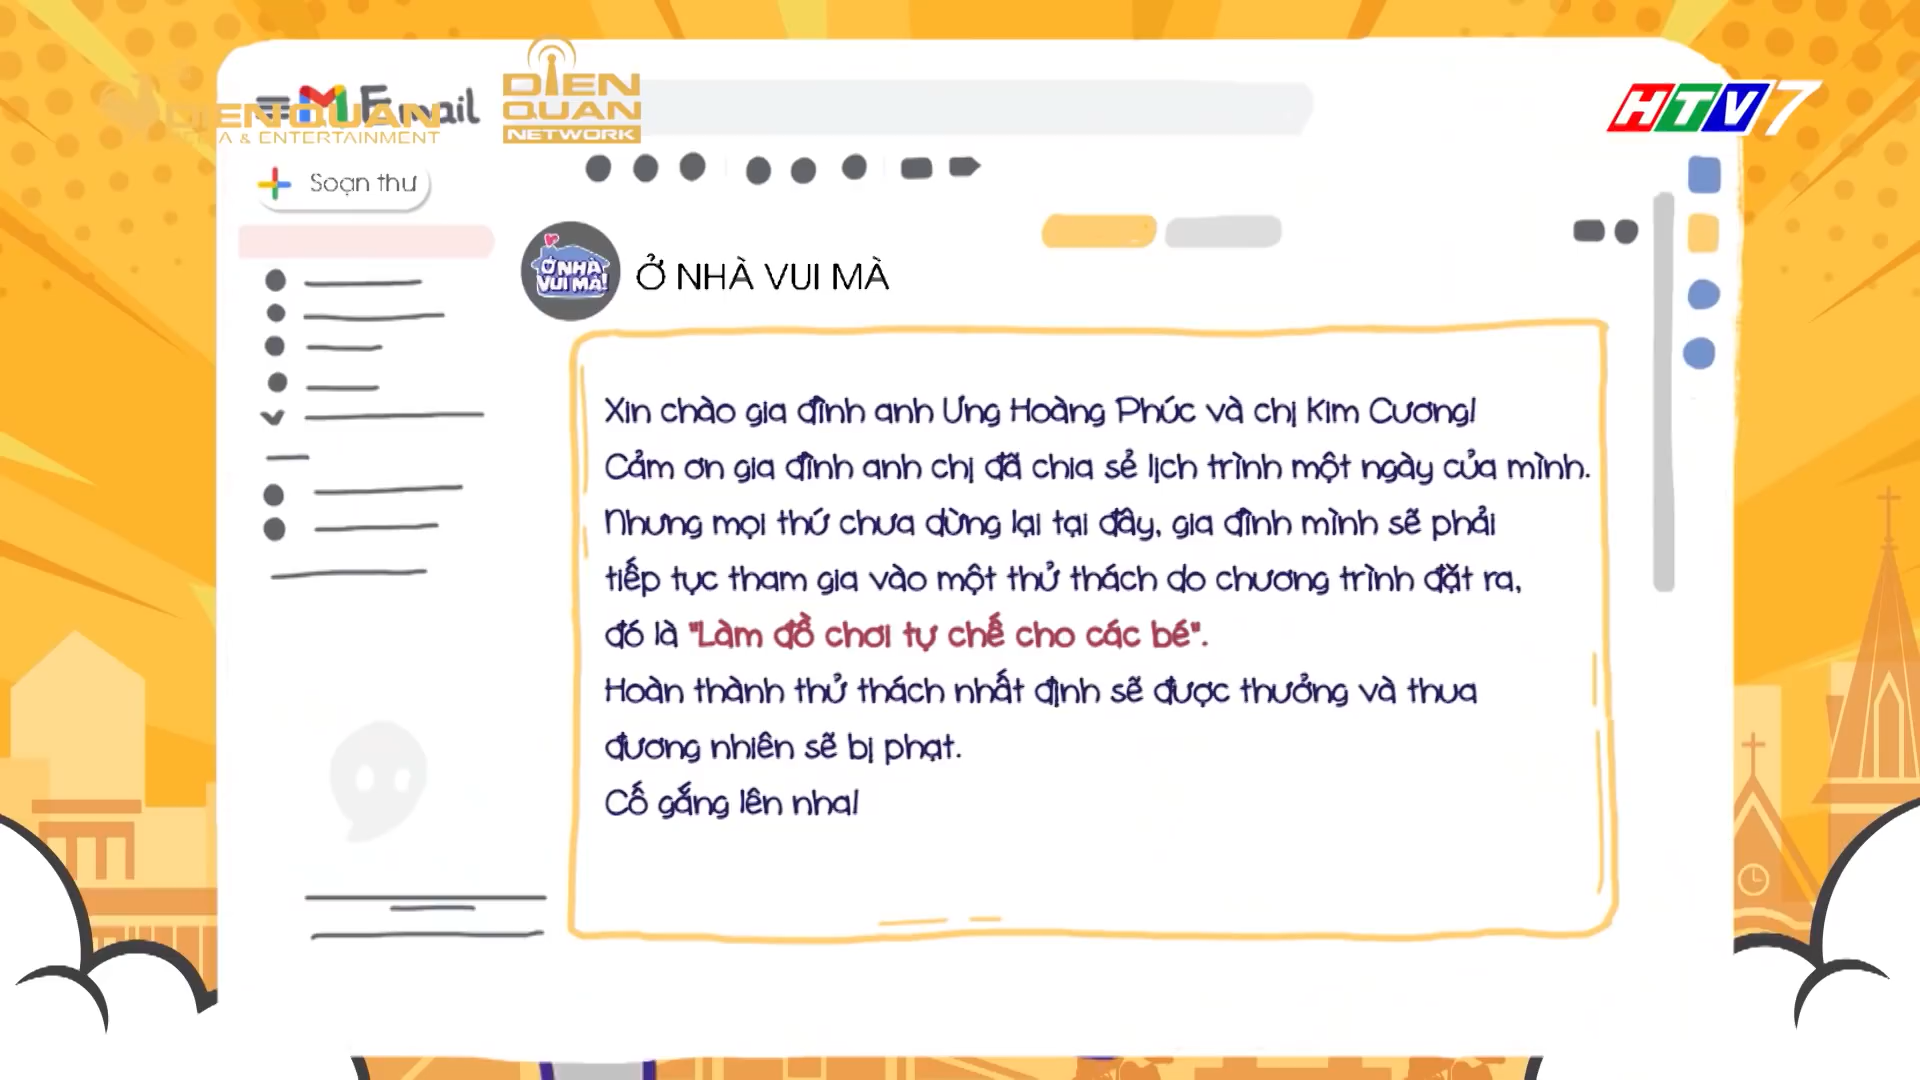 Email
DIENQUAN
A & ENTERTAINMENT
DIEN
QUAN
NETWORK
HTV7
Soạn thư
Ở NHÀ
VUI MÀ!
Ở NHÀ VUI MÀ
Xin chào gia đình anh Ưng Hoàng Phúc và chị Kim Cương!
Cảm ơn gia đình anh chị đã chia sẻ lịch trình một ngày của mình.
Nhưng mọi thứ chưa dừng lại tại đây, gia đình mình sẽ phải
tiếp tục tham gia vào một thử thách do chương trình đặt ra,
đó là "Làm đồ chơi tự chế cho các bé".
Hoàn thành thử thách nhất định sẽ được thưởng và thua
đương nhiên sẽ bị phạt.
Cố gắng lên nha!